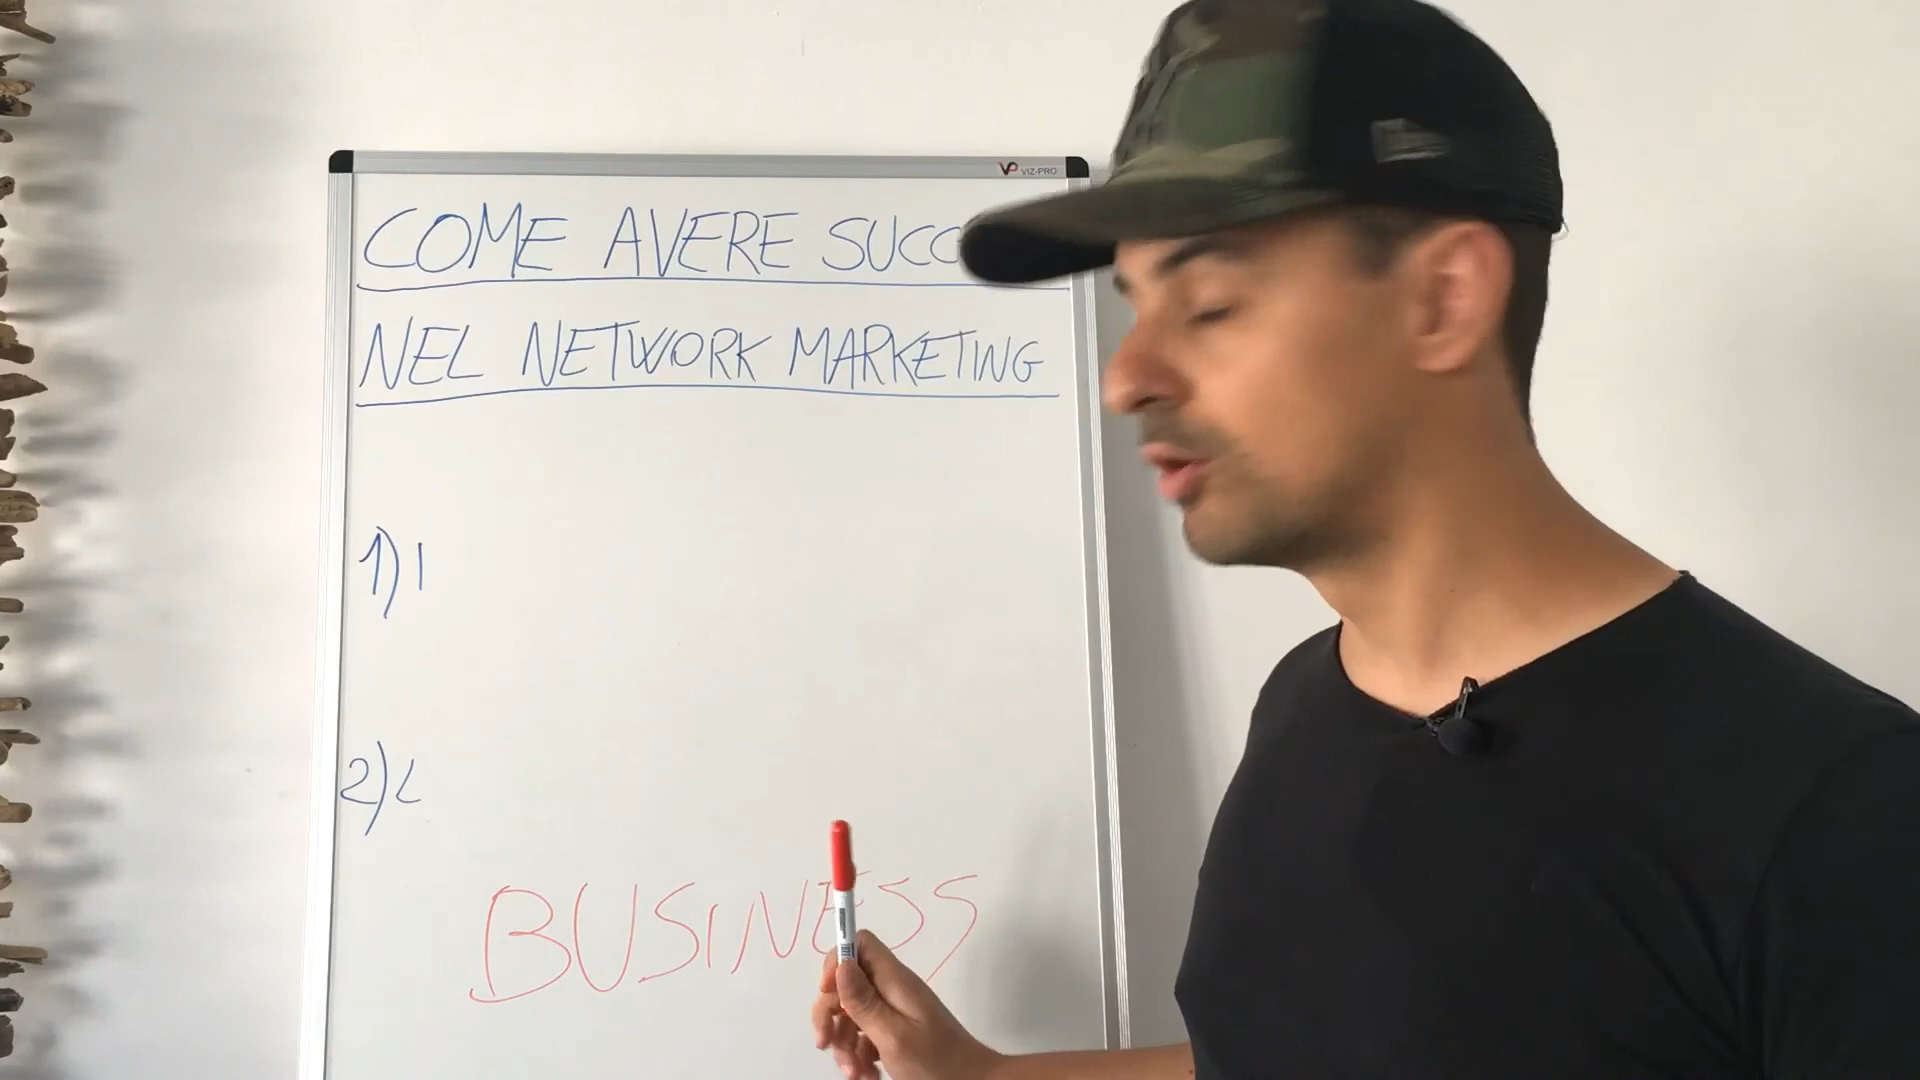 VIZ-PRO
COME AVERE SUCC
NEL NETWORK MARKETING
1) I
2) L
BUSINESS